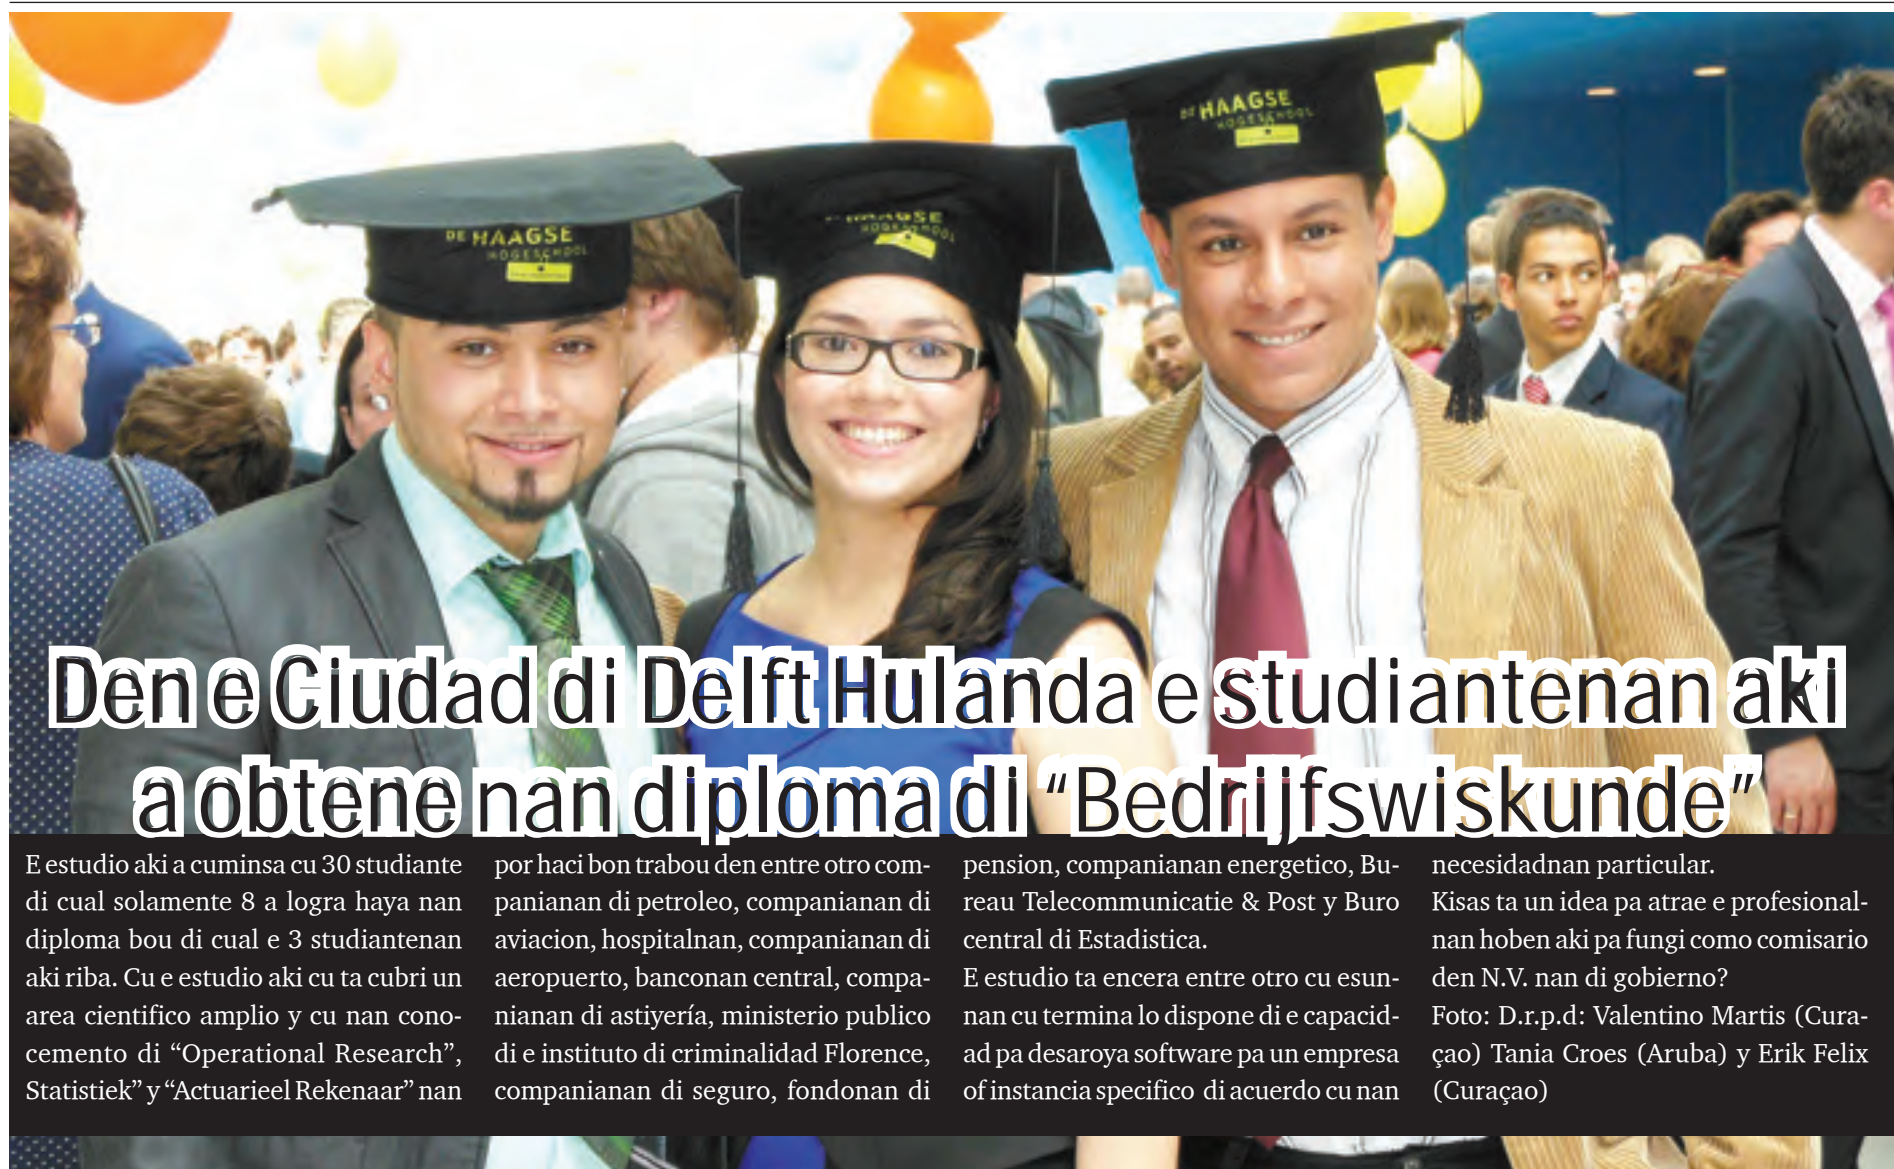 DE HAAGSE
HOGESCHOOL
HAAGSE
HOGESCHOOL
DE HAAGSE
HOGESCHOOL
Den e Ciudad di Delft Hulanda e studiantenan aki
a obtene nan diploma di “Bedrijfswiskunde”
E estudio aki a cuminsa cu 30 studiante
di cual solamente 8 a logra haya nan
diploma bou di cual e 3 studiantenan
aki riba. Cu e estudio aki cu ta cubri un
area cientifico amplio y cu nan cono-
cemento di “Operational Research”,
Statistiek” y “Actuarieel Rekenaar” nan
por haci bon trabou den entre otro com-
panianan di petroleo, companianan di
aviacion, hospitalnan, companianan di
aeropuerto, banconan central, compa-
nianan di astiyería, ministerio publico
di e instituto di criminalidad Florence,
companianan di seguro, fondonan di
pension, companianan energetico, Bu-
reau Telecommunicatie & Post y Buro
central di Estadistica.
E estudio ta encera entre otro cu esun-
nan cu termina lo dispone di e capacid-
ad pa desaroya software pa un empresa
of instancia specifico di acuerdo cu nan
necesidadnan particular.
Kisas ta un idea pa atrae e profesional-
nan hoben aki pa fungi como comisario
den N.V. nan di gobierno?
Foto: D.r.p.d: Valentino Martis (Cura-
çao) Tania Croes (Aruba) y Erik Felix
(Curaçao)